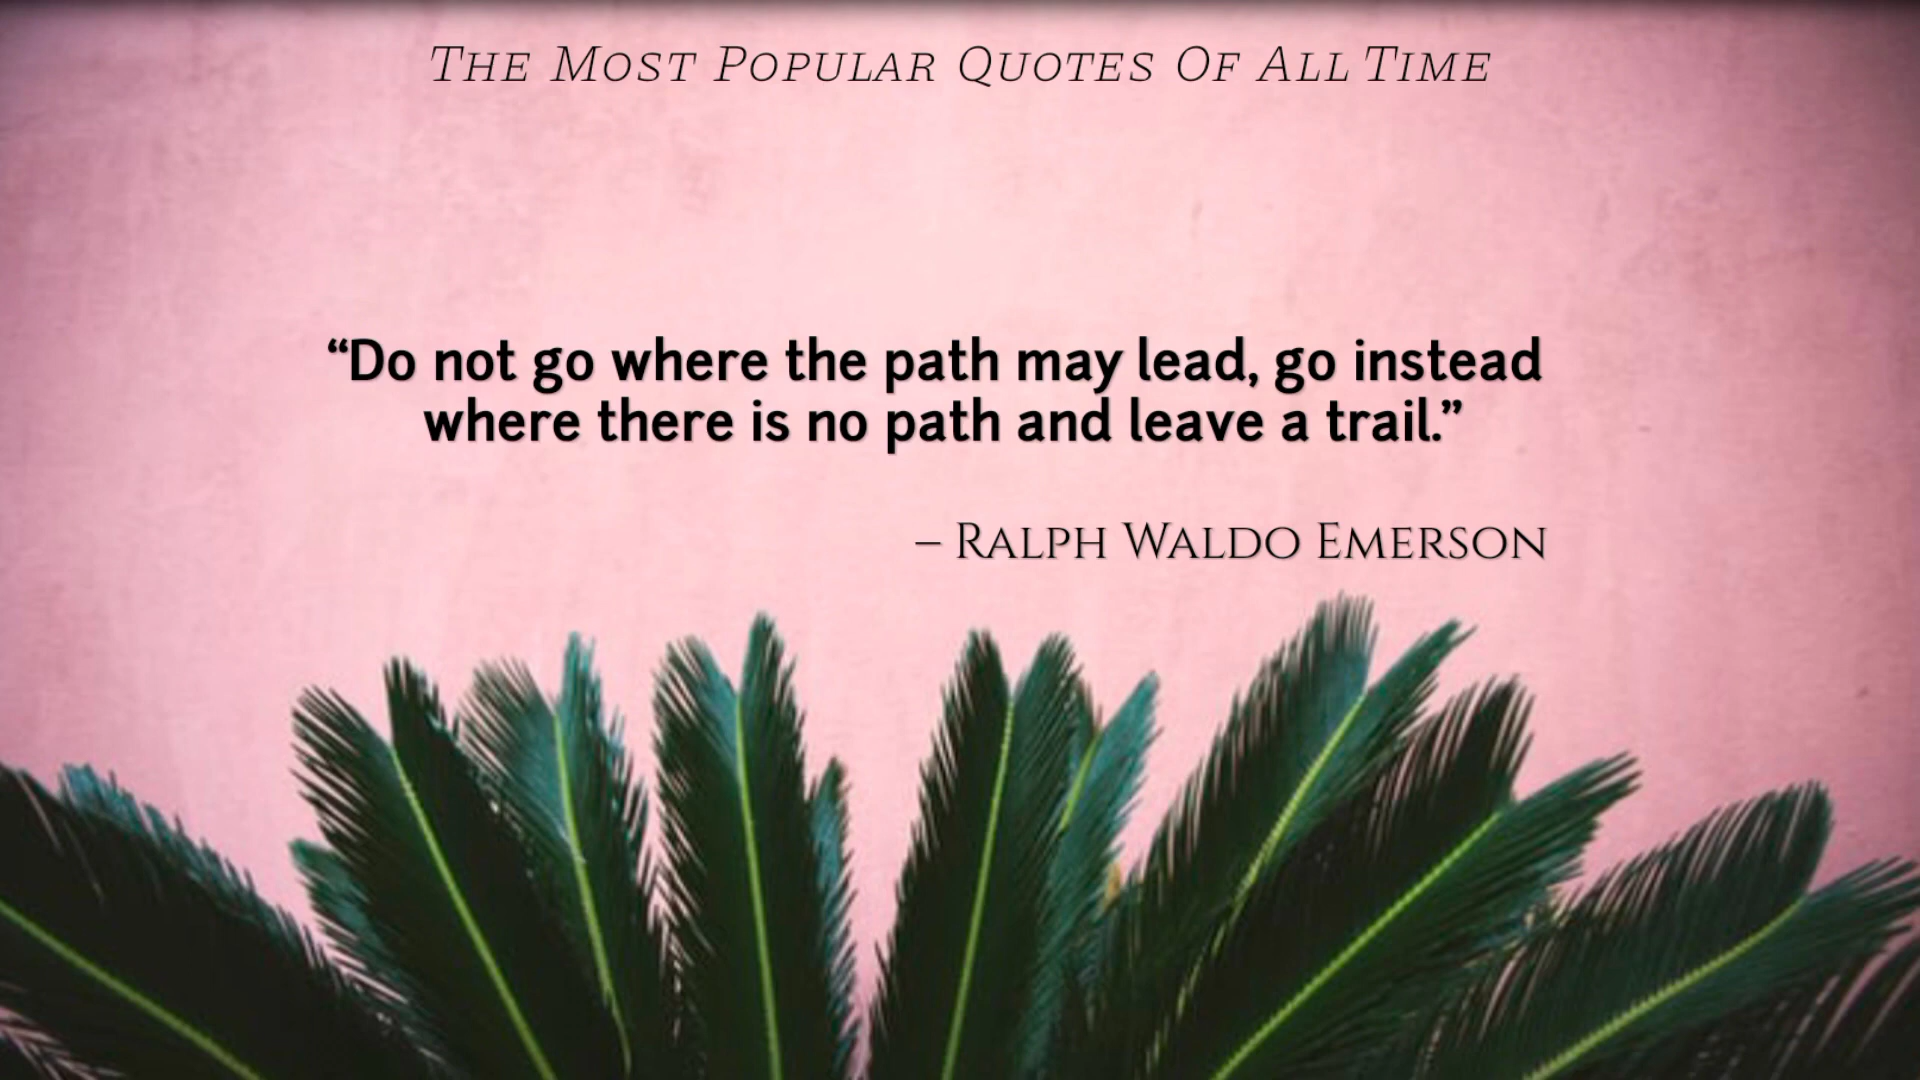 The Most Popular Quotes Of All Time
“Do not go where the path may lead, go instead
where there is no path and leave a trail.”
– Ralph Waldo Emerson